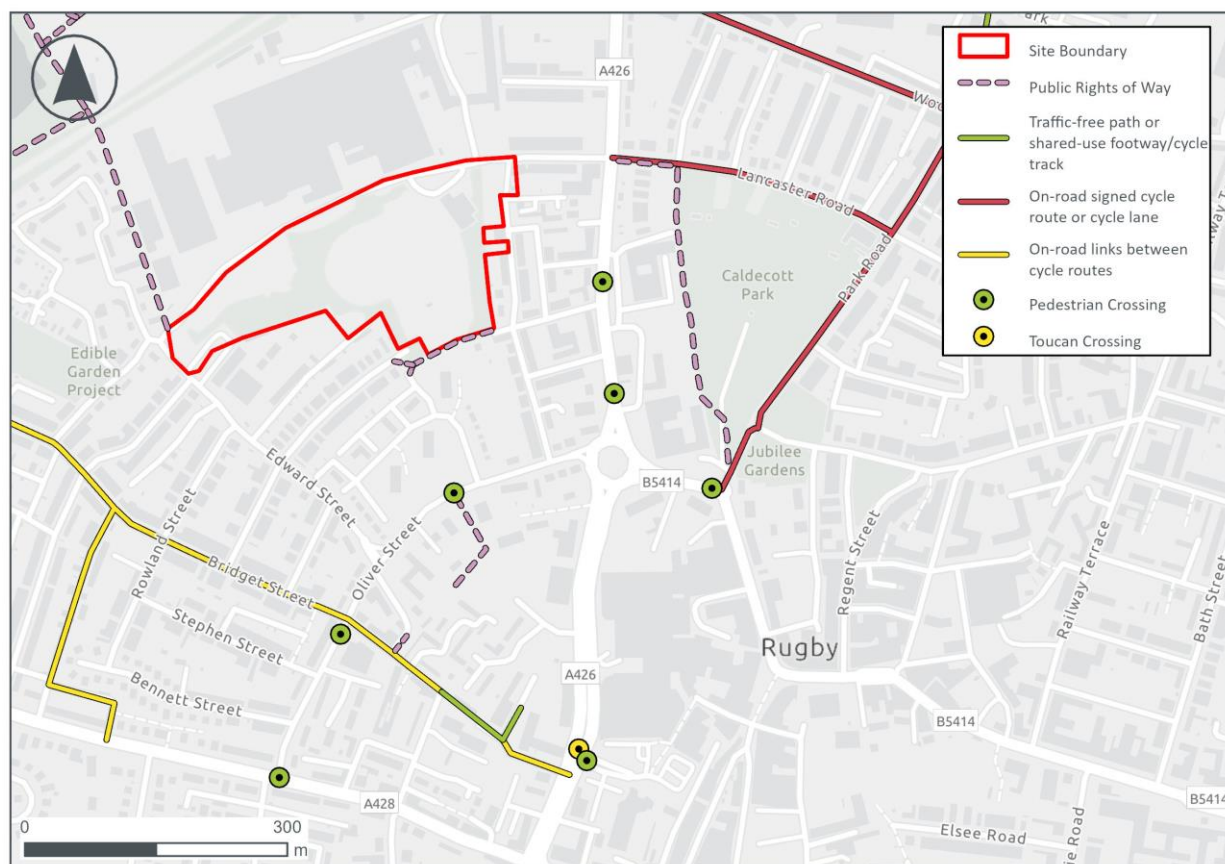 A426
Park
Woo
Lancaster Road
Caldecott
Park
Park Road
Edible
Garden
Project
Jubilee
Gardens
B5414
Edward Street
Oliver Street
Rowland Street
Bridget Street
Stephen Street
Bennett Street
Regent Street
Railway Terrace
Bath Street
Rugby
A426
B5414
B5414
A428
Elsee Road
Road
0
300
m
Site Boundary
Public Rights of Way
Traffic-free path or
shared-use footway/cycle
track
On-road signed cycle
route or cycle lane
On-road links between
cycle routes
Pedestrian Crossing
Toucan Crossing